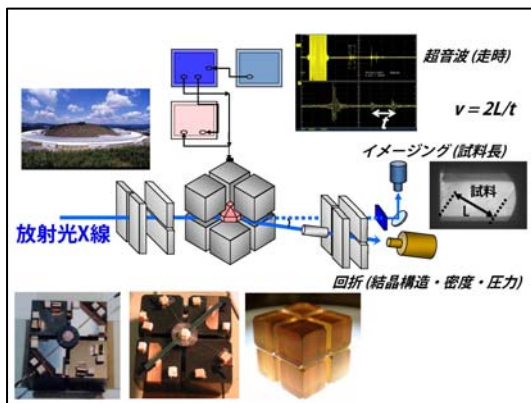 超音波 (走時)
t
v = 2L/t
イメージング (試料長)
試料
L
放射光X線
回折 (結晶構造・密度・圧力)